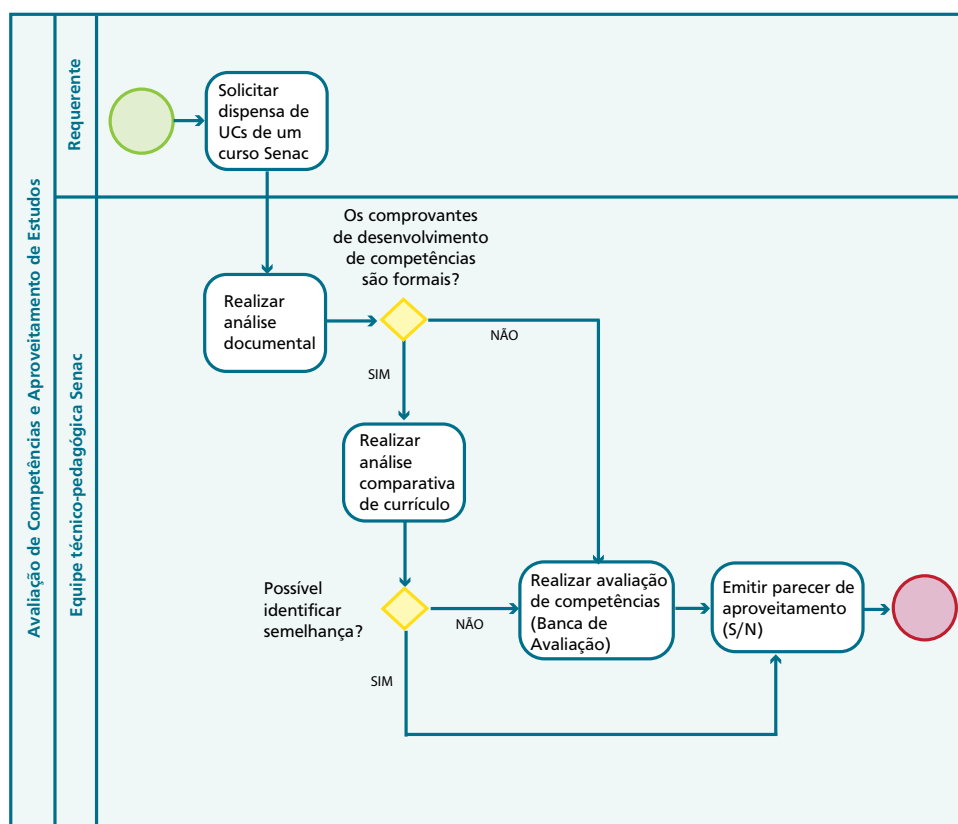 Avaliação de Competências e Aproveitamento de Estudos
Requerente
Solicitar
dispensa de
UCs de um
curso Senac
Equipe técnico-pedagógica Senac
Os comprovantes
de desenvolvimento
de competências
são formais?
Realizar
análise
documental
NÃO
SIM
Realizar
análise
comparativa
de currículo
Possível
identificar
semelhança?
NÃO
SIM
Realizar avaliação
de competências
(Banca de
Avaliação)
Emitir parecer de
aproveitamento
(S/N)